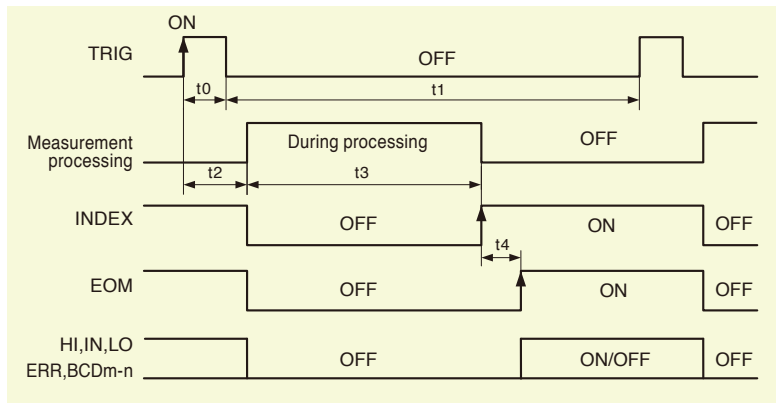 ON
TRIG
OFF
t0
t1
Measurement
processing
During processing
OFF
t2
t3
INDEX
OFF
ON
OFF
t4
EOM
OFF
ON
OFF
HI,IN,LO
ERR,BCDm-n
OFF
ON/OFF
OFF